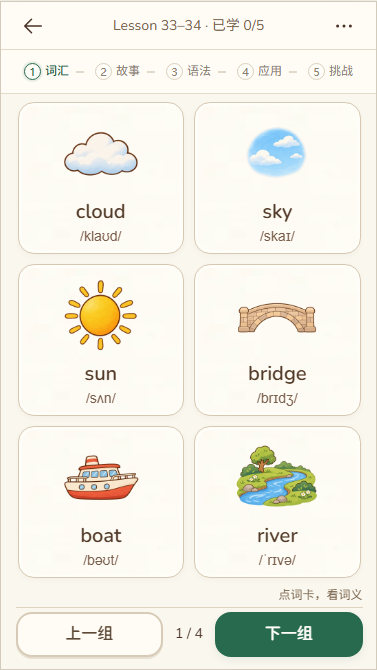 Lesson 33–34 · 已学 0/5
1 词汇 – 2 故事 – 3 语法 – 4 应用 – 5 挑战
cloud
/klaʊd/
sky
/skaɪ/
sun
/sʌn/
bridge
/brɪdʒ/
boat
/bəʊt/
river
/ˈrɪvə/
点词卡，看词义
上一组
1 / 4
下一组